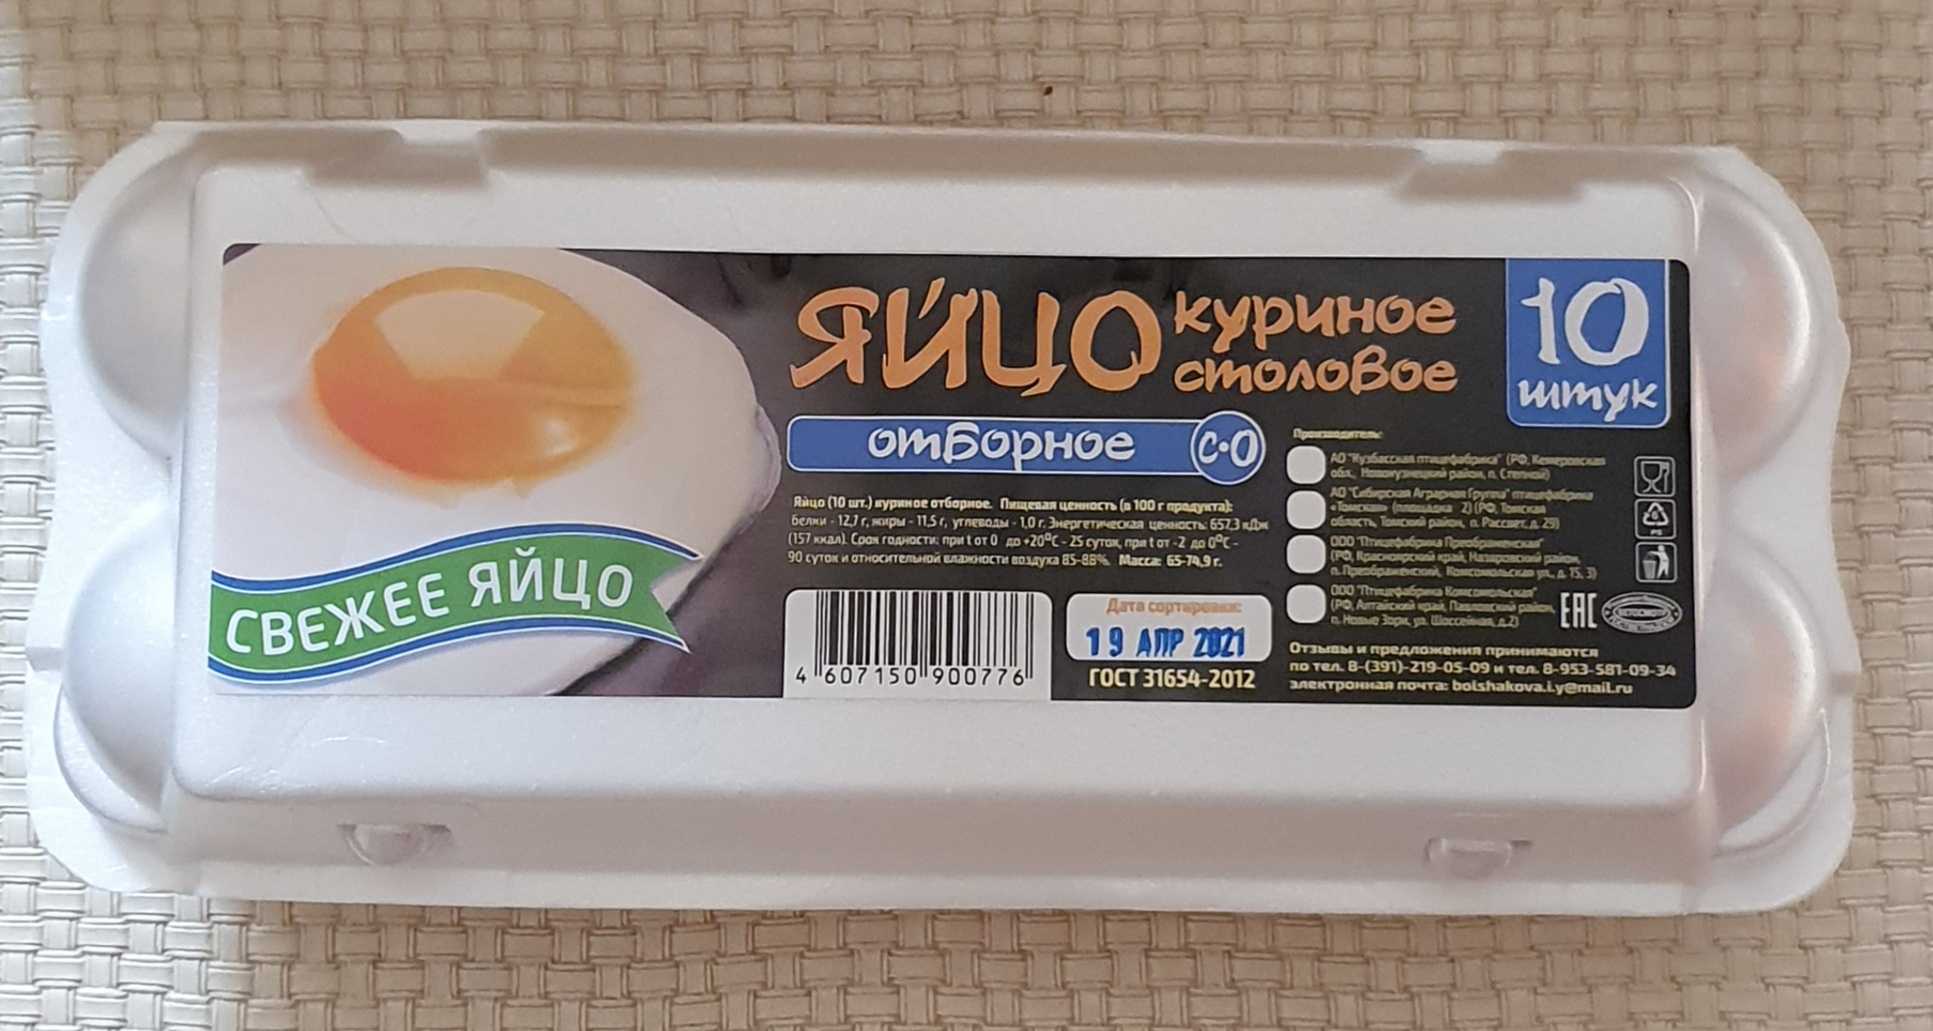 ЯЙЦО куриное
столовое
10
штук
отборное С·О
СВЕЖЕЕ ЯЙЦО
Яйцо (10 шт.) куриное отборное. Пищевая ценность (в 100 г продукта):
белки - 12,7 г, жиры - 11,5 г, углеводы - 1,0 г. Энергетическая ценность: 657,3 кДж
(157 ккал). Срок годности: при t от 0 до +20°С - 25 суток, при t от -2 до 0°С -
90 суток и относительной влажности воздуха 85-88%. Масса: 65-74,9 г.
4 607150 900776
Дата сортировки:
19 АПР 2021
ГОСТ 31654-2012
Производитель:
АО "Кузбасская птицефабрика" (РФ, Кемеровская
обл., Новокузнецкий район, п. Степной)
АО "Сибирская Аграрная Группа" птицефабрика
«Томская» (площадка 2) (РФ, Томская
область, Томский район, п. Рассвет, д. 29)
ООО "Птицефабрика Преображенская"
(РФ, Красноярский край, Назаровский район,
п. Преображенский, Комсомольская ул., д. 15, 3)
ООО "Птицефабрика Комсомольская"
(РФ, Алтайский край, Павловский район,
п. Новые Зори, ул. Шоссейная, д.2)
6
PS
EAC
Отзывы и предложения принимаются
по тел. 8-(391)-219-05-09 и тел. 8-953-581-09-34
электронная почта: bolshakova.i.y@mail.ru